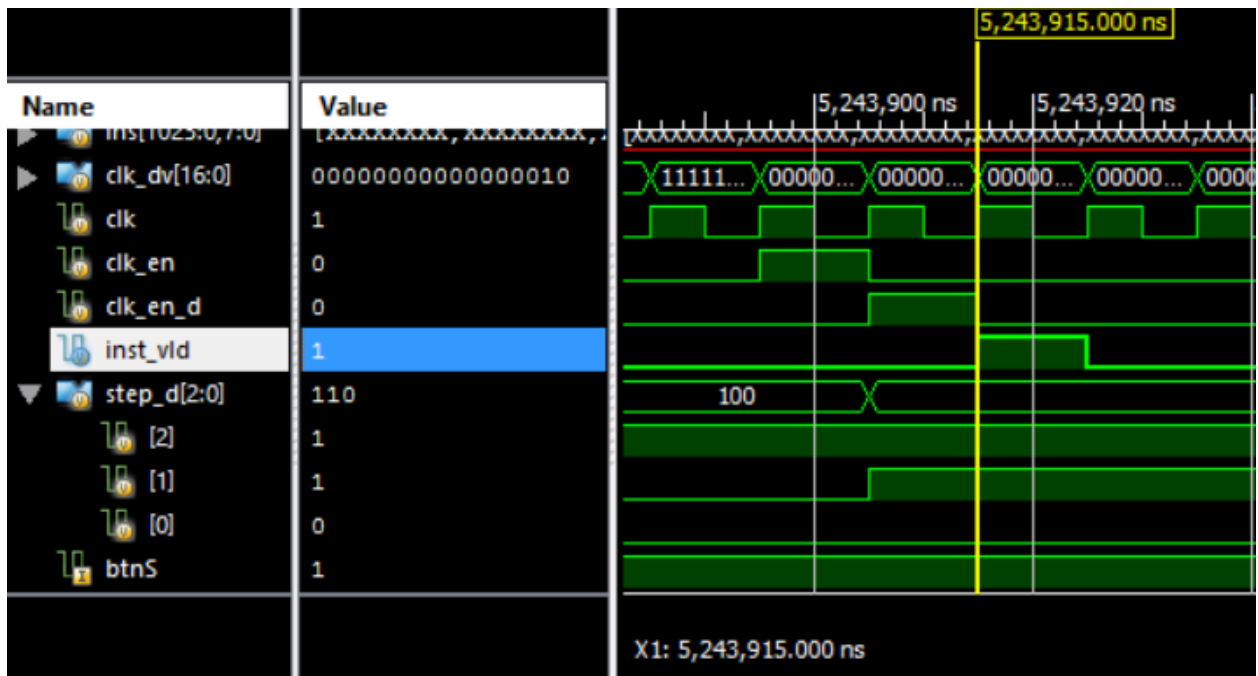 5,243,915.000 ns
Name Value 5,243,900 ns 5,243,920 ns
clk_dv[16:0] 00000000000000010 11111... 00000... 00000... 00000... 00000... 0000
clk 1
clk_en 0
clk_en_d 0
inst_vld 1
step_d[2:0] 110 100
[2] 1
[1] 1
[0] 0
btnS 1
X1: 5,243,915.000 ns